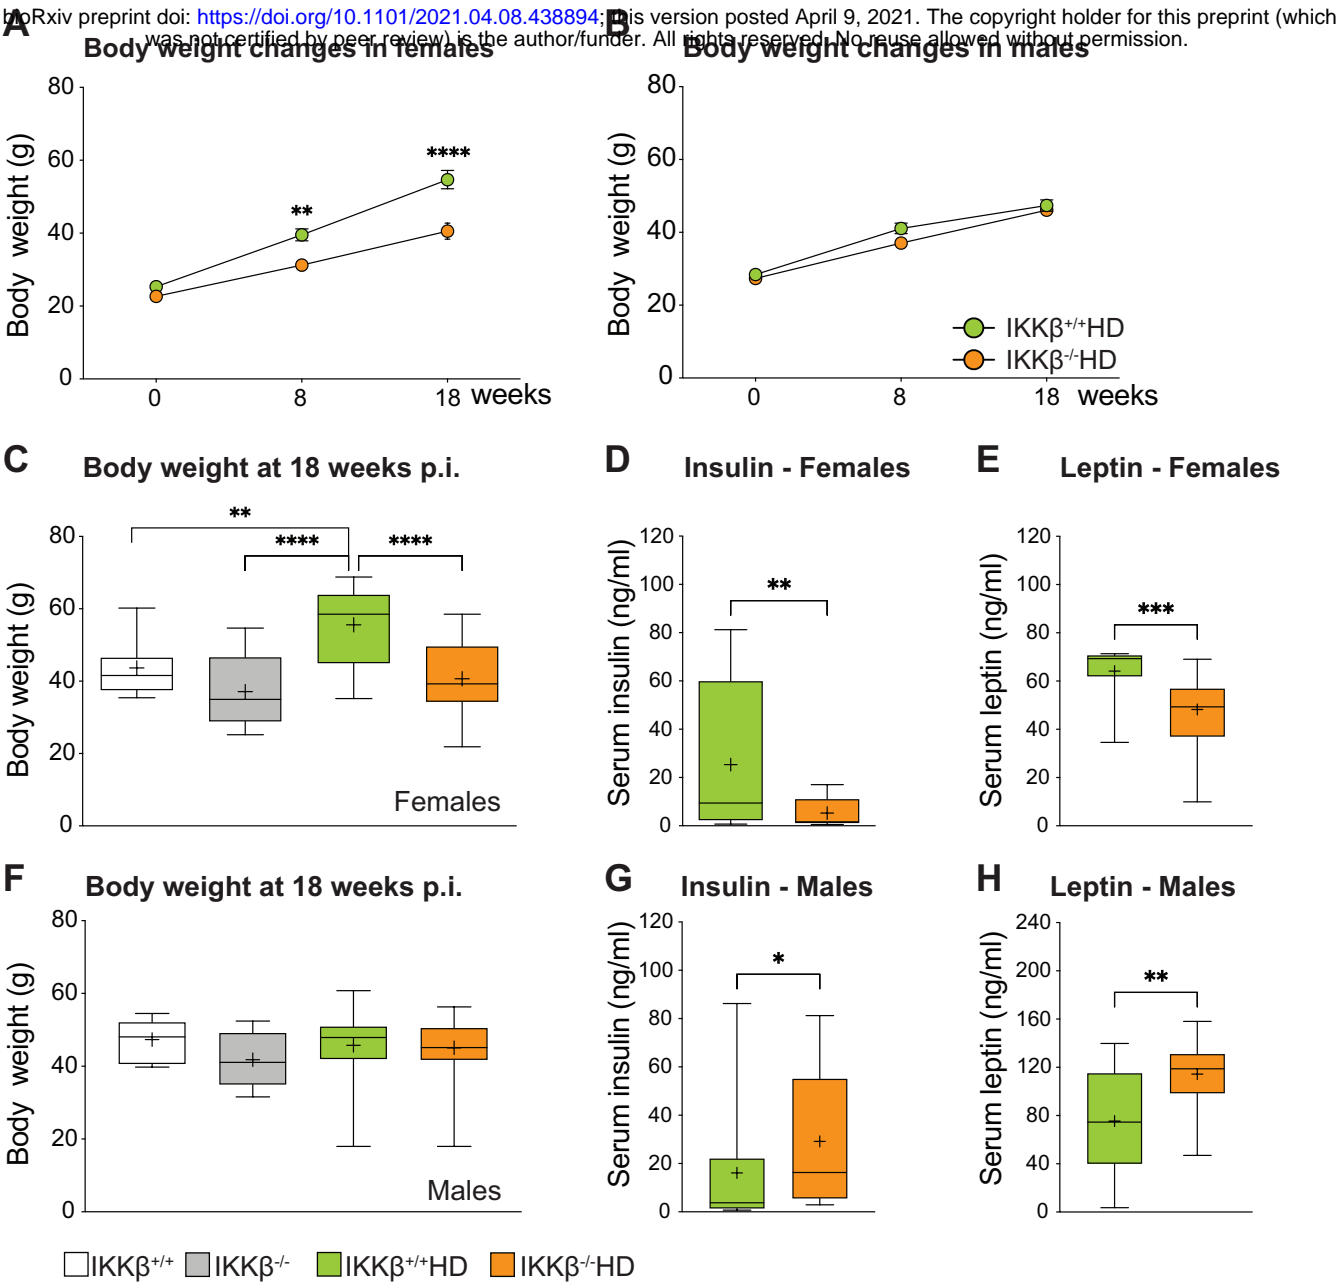 bioRxiv preprint doi: https://doi.org/10.1101/2021.04.08.438894; this version posted April 9, 2021. The copyright holder for this preprint (which
was not certified by peer review) is the author/funder. All rights reserved. No reuse allowed without permission.
A
Body weight changes in females
Body weight (g)
80
60
40
20
0
**
****
0 8 18 weeks
B
Body weight changes in males
Body weight (g)
80
60
40
20
0
IKKβ+/+HD
IKKβ-/-HD
0 8 18 weeks
C
Body weight at 18 weeks p.i.
Body weight (g)
80
60
40
20
0
**
**** ****
Females
D
Insulin - Females
Serum insulin (ng/ml)
120
100
80
60
40
20
0
**
E
Leptin - Females
Serum leptin (ng/ml)
120
100
80
60
40
20
0
***
F
Body weight at 18 weeks p.i.
Body weight (g)
80
60
40
20
0
Males
G
Insulin - Males
Serum insulin (ng/ml)
120
100
80
60
40
20
0
*
H
Leptin - Males
Serum leptin (ng/ml)
240
200
160
120
80
40
0
**
IKKβ+/+ IKKβ-/- IKKβ+/+HD IKKβ-/-HD